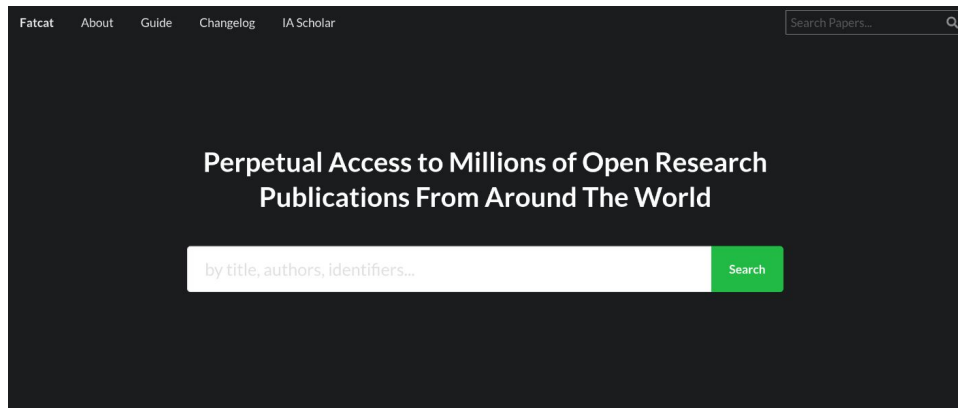 Fatcat About Guide Changelog IA Scholar Search Papers...
Perpetual Access to Millions of Open Research
Publications From Around The World
by title, authors, identifiers... Search